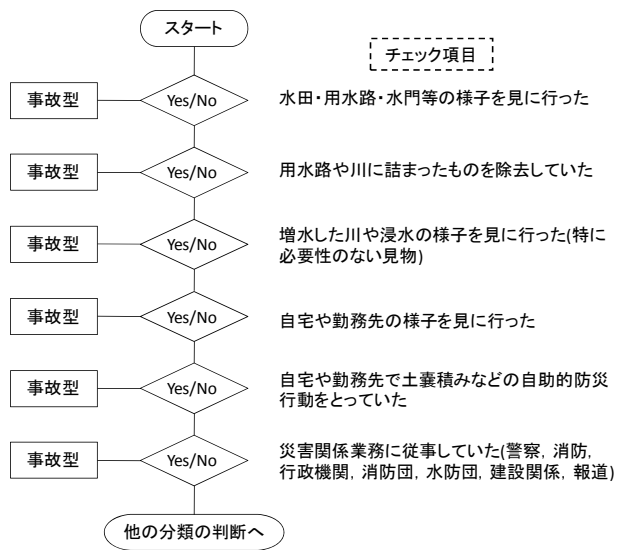 スタート
チェック項目
事故型
Yes/No
水田・用水路・水門等の様子を見に行った
事故型
Yes/No
用水路や川に詰まったものを除去していた
事故型
Yes/No
増水した川や浸水の様子を見に行った(特に
必要性のない見物)
事故型
Yes/No
自宅や勤務先の様子を見に行った
事故型
Yes/No
自宅や勤務先で土嚢積みなどの自助的防災
行動をとっていた
事故型
Yes/No
災害関係業務に従事していた(警察, 消防,
行政機関, 消防団, 水防団, 建設関係, 報道)
他の分類の判断へ